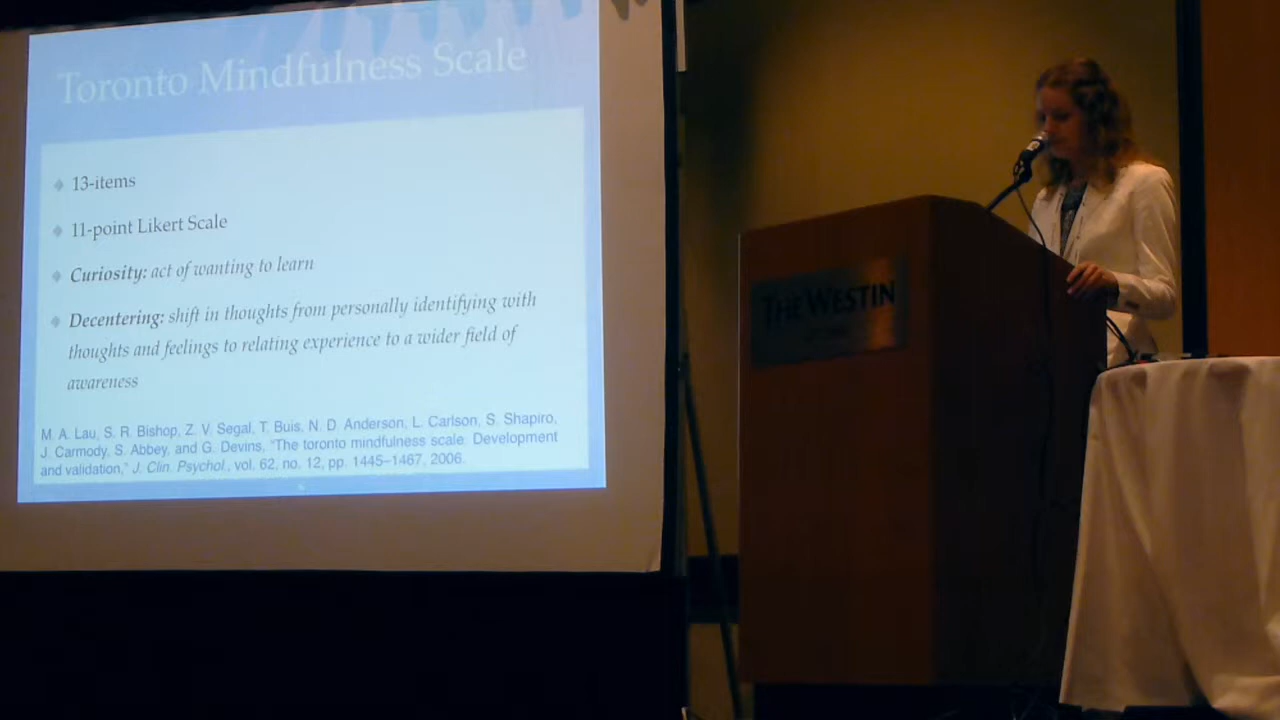 Toronto Mindfulness Scale
13-items
11-point Likert Scale
Curiosity: act of wanting to learn
Decentering: shift in thoughts from personally identifying with
thoughts and feelings to relating experience to a wider field of
awareness
M. A. Lau, S. R. Bishop, Z. V. Segal, T. Buis, N. D. Anderson, L. Carlson, S. Shapiro,
J. Carmody, S. Abbey, and G. Devins, "The toronto mindfulness scale: Development
and validation," J. Clin. Psychol., vol. 62, no. 12, pp. 1445–1467, 2006.
THE WESTIN